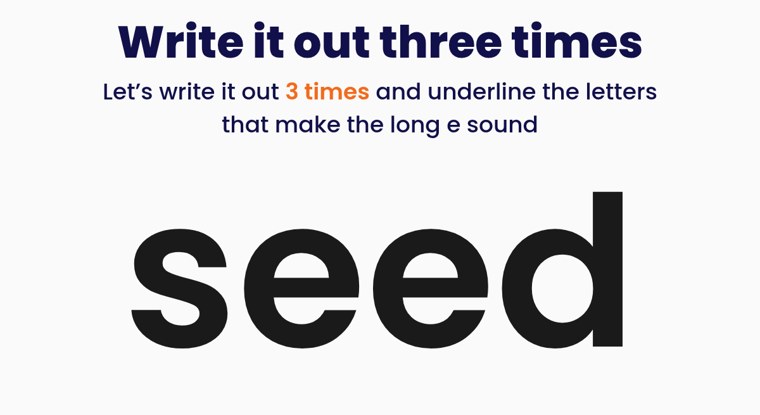 Write it out three times
Let’s write it out 3 times and underline the letters
that make the long e sound
seed